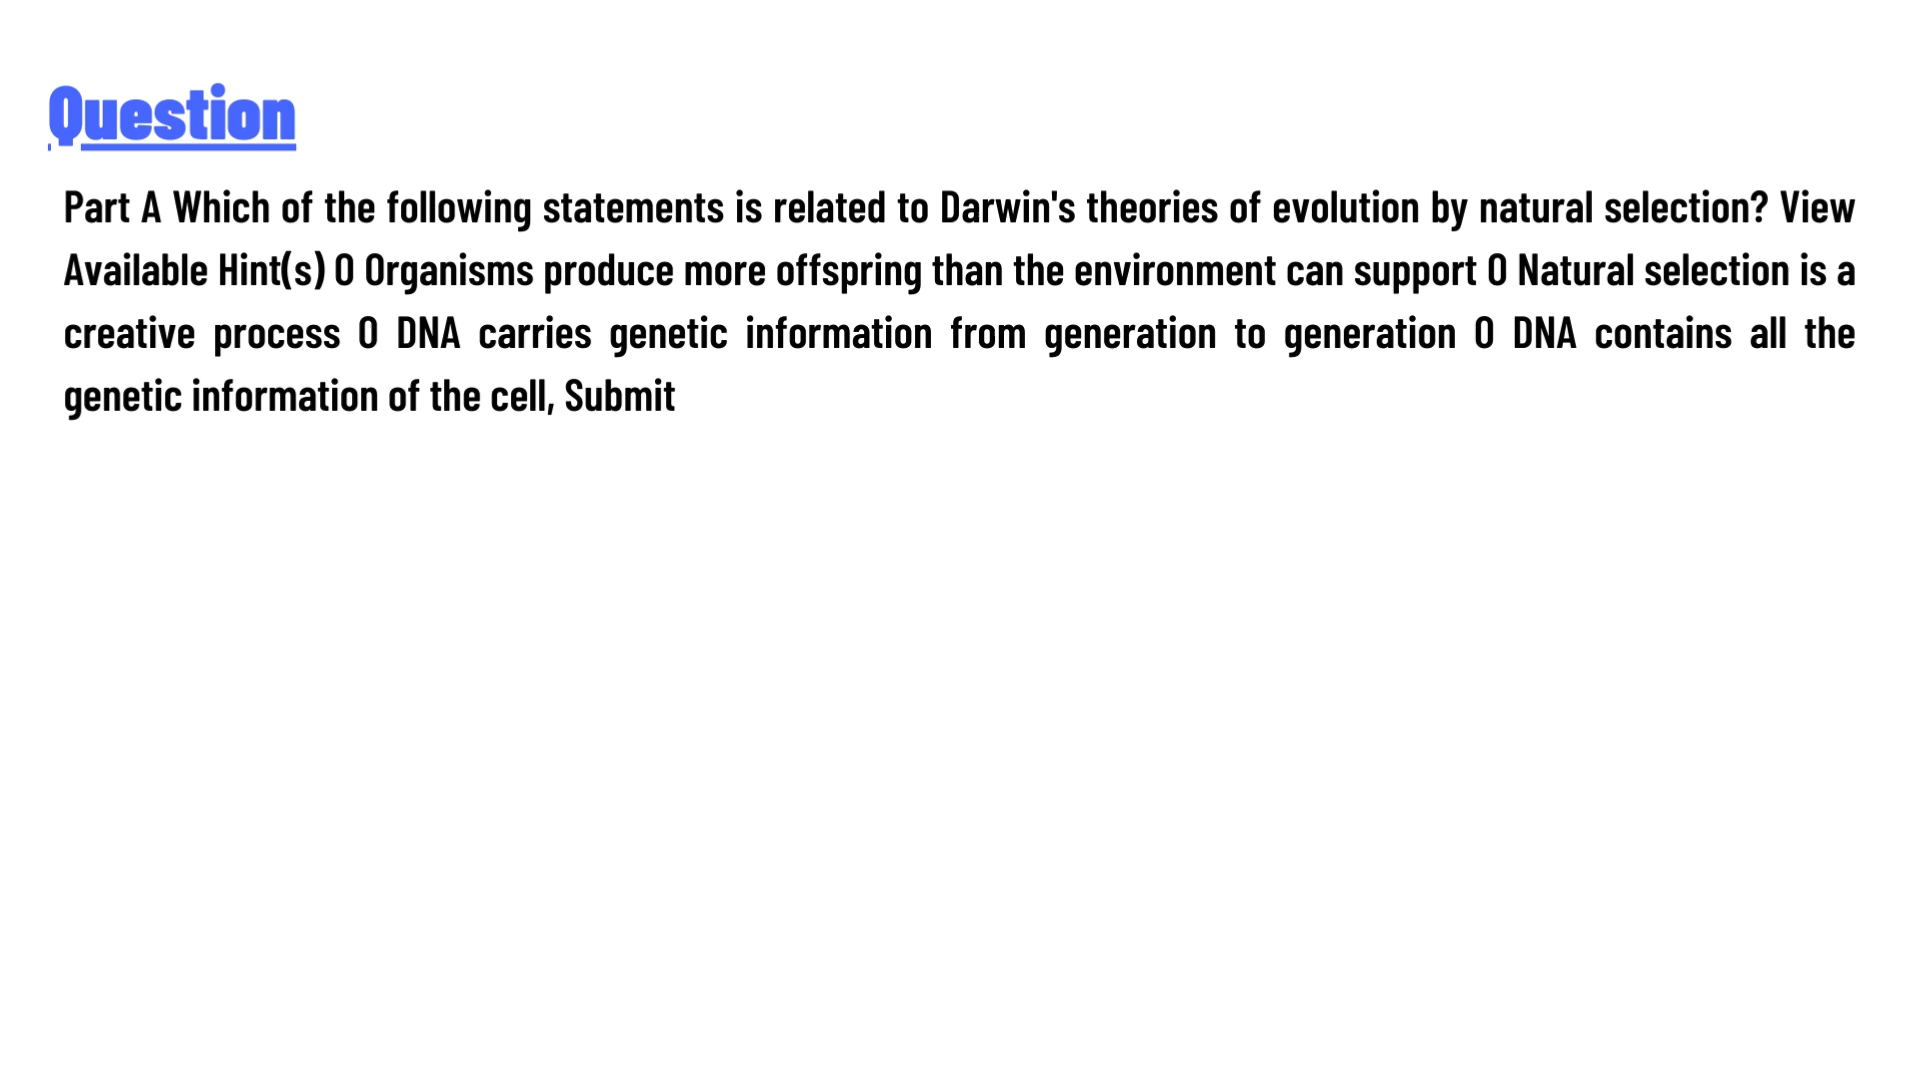 Question
Part A Which of the following statements is related to Darwin's theories of evolution by natural selection? View
Available Hint(s) O Organisms produce more offspring than the environment can support O Natural selection is a
creative process O DNA carries genetic information from generation to generation O DNA contains all the
genetic information of the cell, Submit